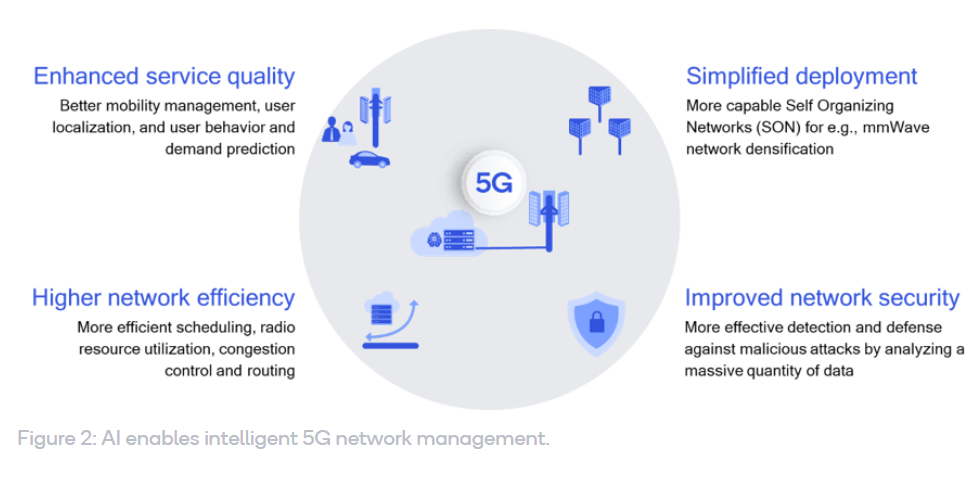 Enhanced service quality
Better mobility management, user
localization, and user behavior and
demand prediction
Simplified deployment
More capable Self Organizing
Networks (SON) for e.g., mmWave
network densification
5G
Higher network efficiency
More efficient scheduling, radio
resource utilization, congestion
control and routing
Improved network security
More effective detection and defense
against malicious attacks by analyzing a
massive quantity of data
Figure 2: AI enables intelligent 5G network management.